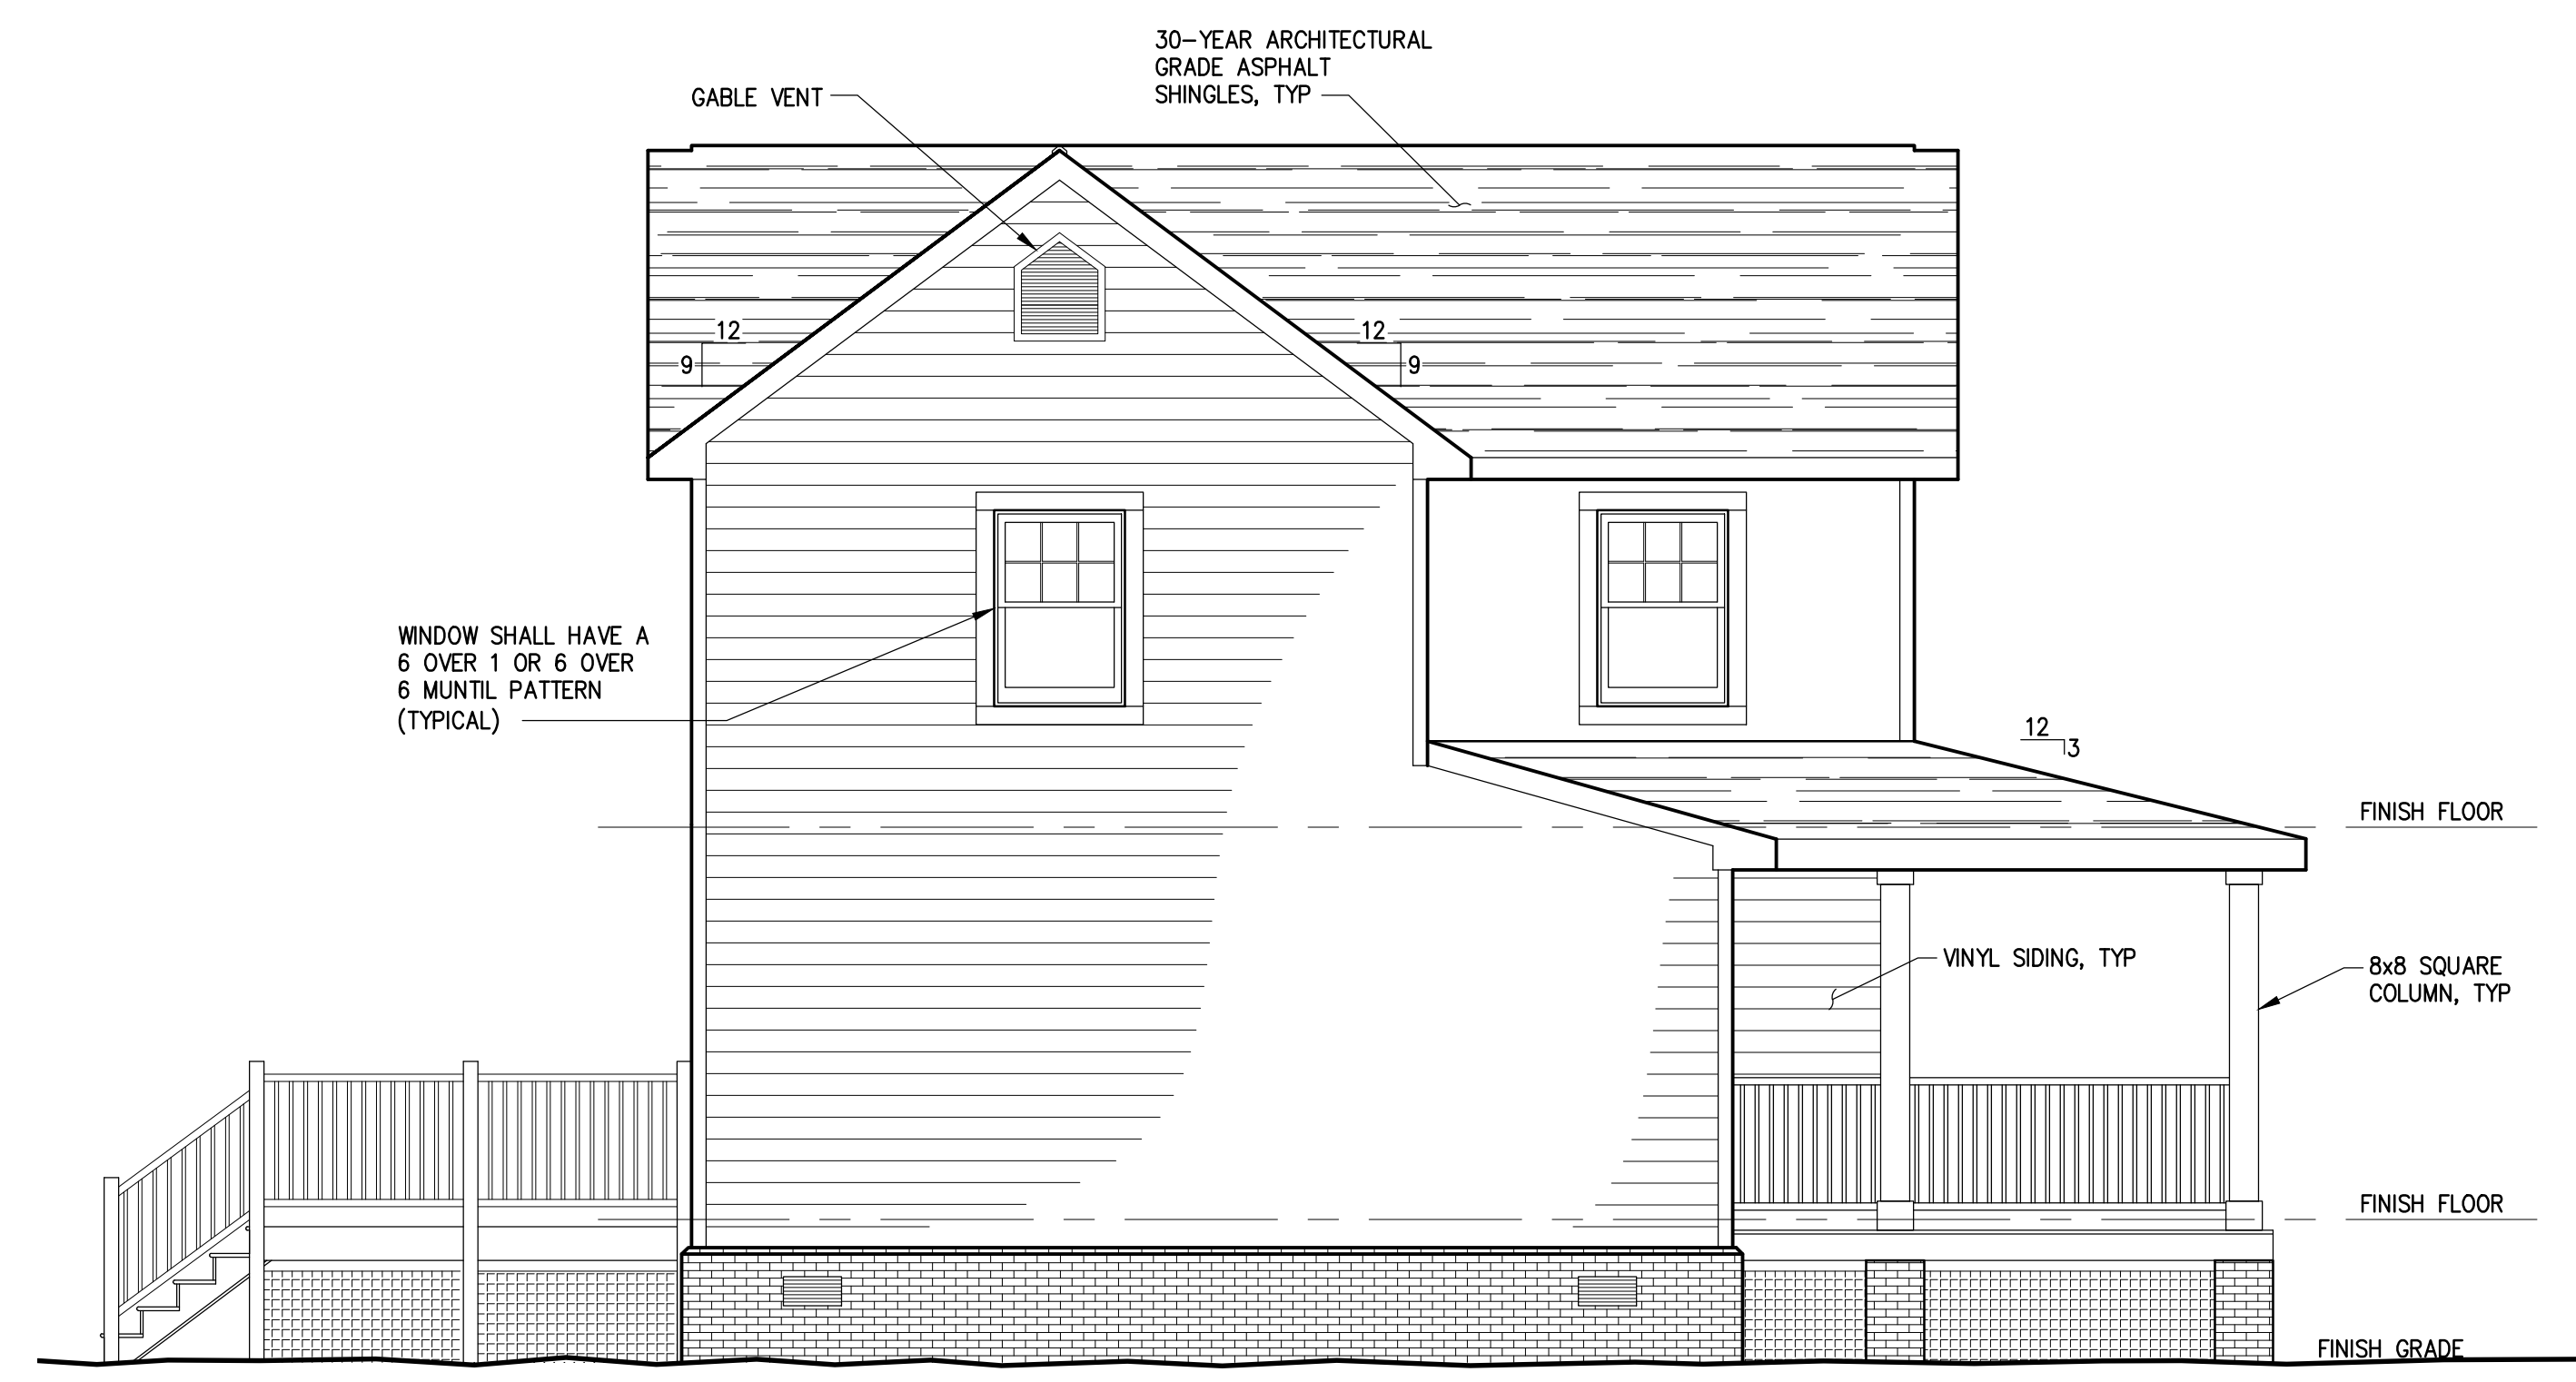 30-YEAR ARCHITECTURAL
GRADE ASPHALT
SHINGLES, TYP
GABLE VENT
12
9
12
9
WINDOW SHALL HAVE A
6 OVER 1 OR 6 OVER
6 MUNTIL PATTERN
(TYPICAL)
12
3
FINISH FLOOR
VINYL SIDING, TYP
8x8 SQUARE
COLUMN, TYP
FINISH FLOOR
FINISH GRADE